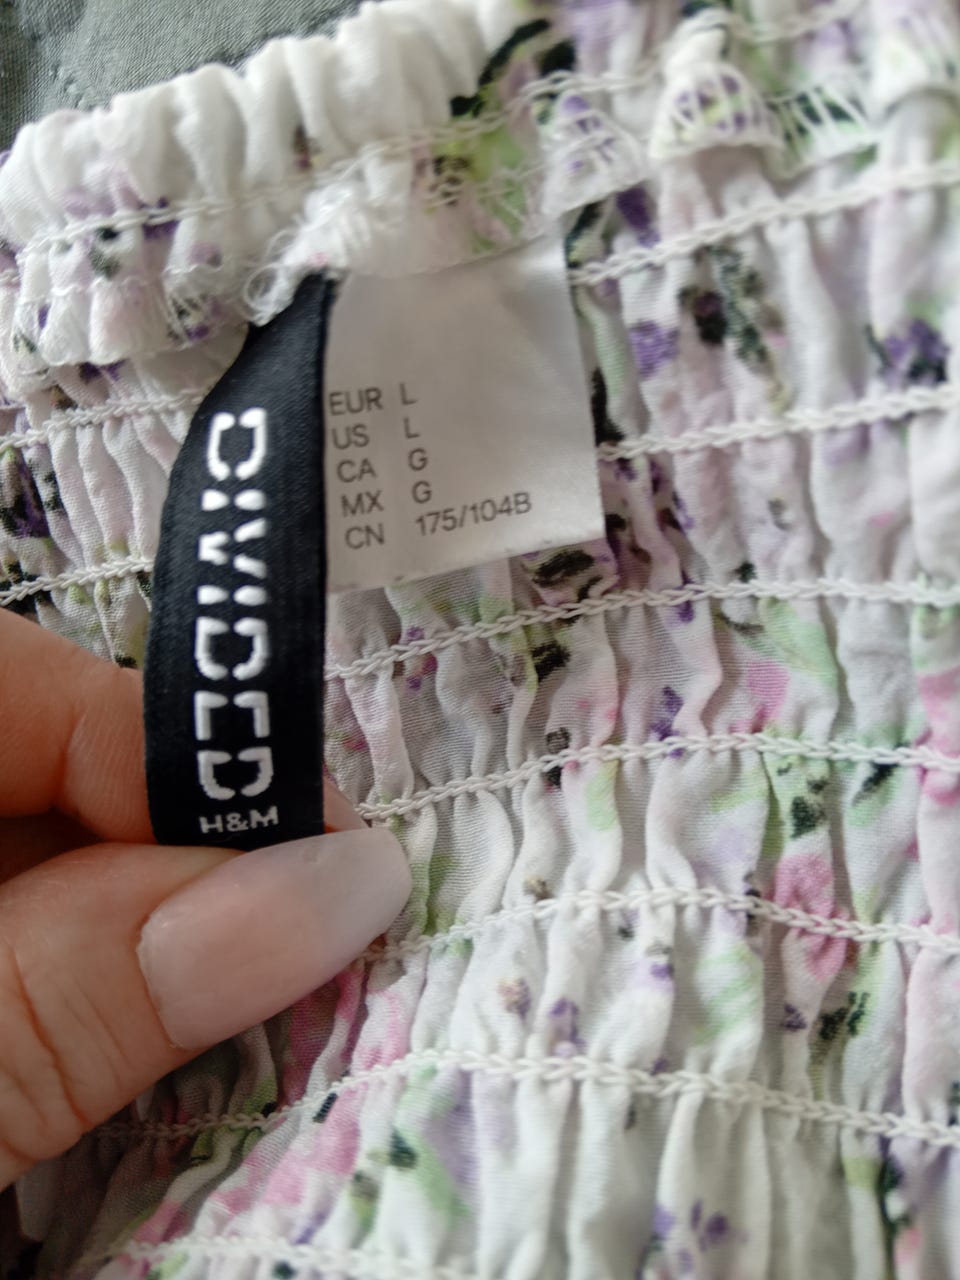 DIVIDED
H&M
EUR L
US L
CA G
MX G
CN 175/104B